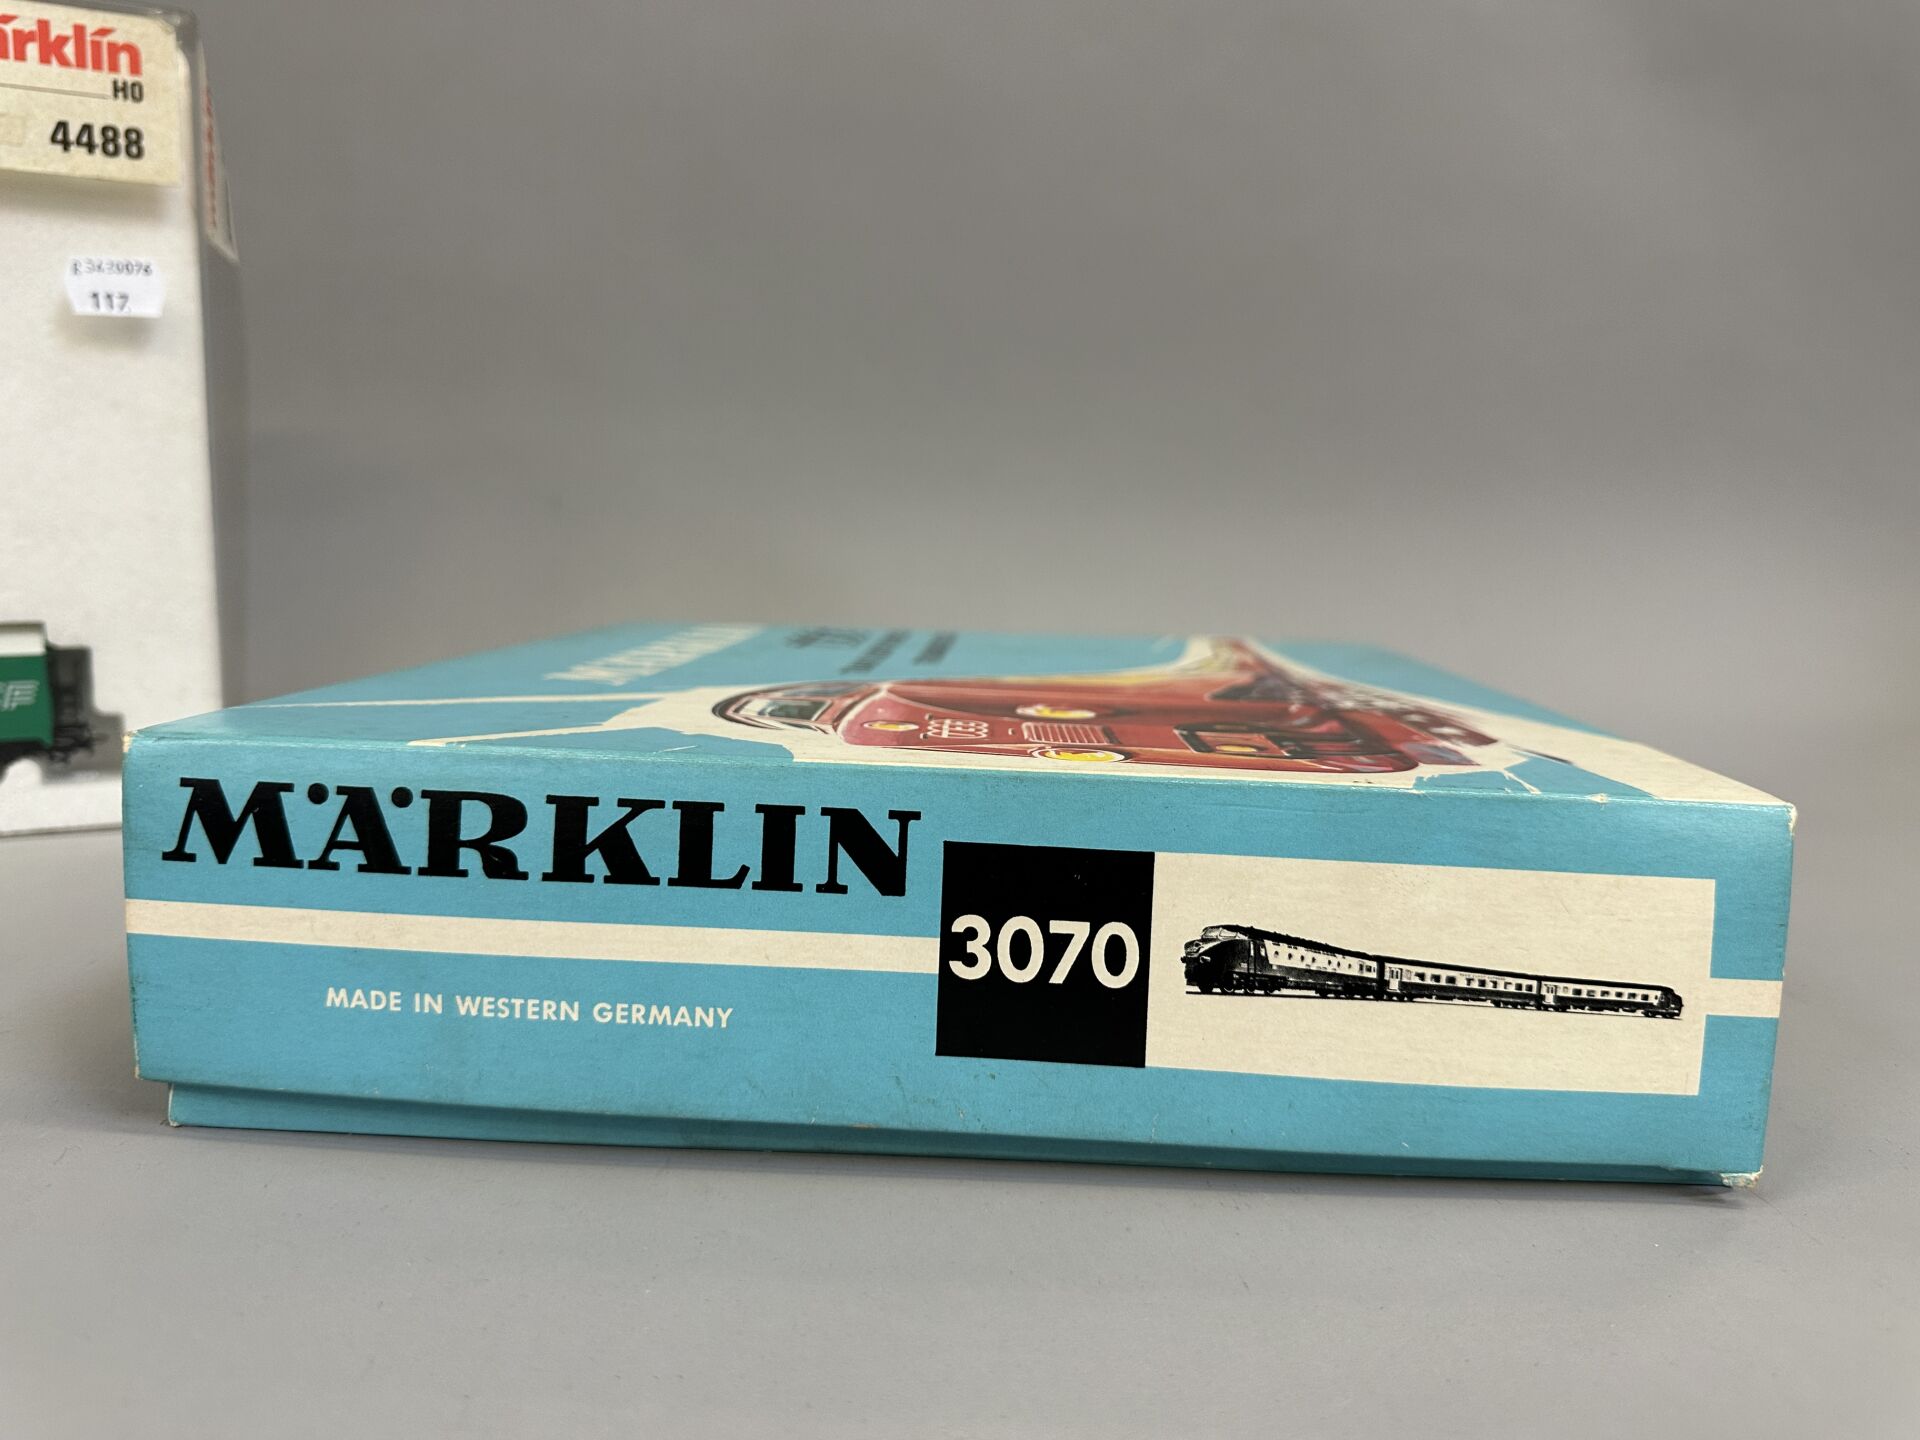 märklin
H0
4488
117
MÄRKLIN
3070
MADE IN WESTERN GERMANY